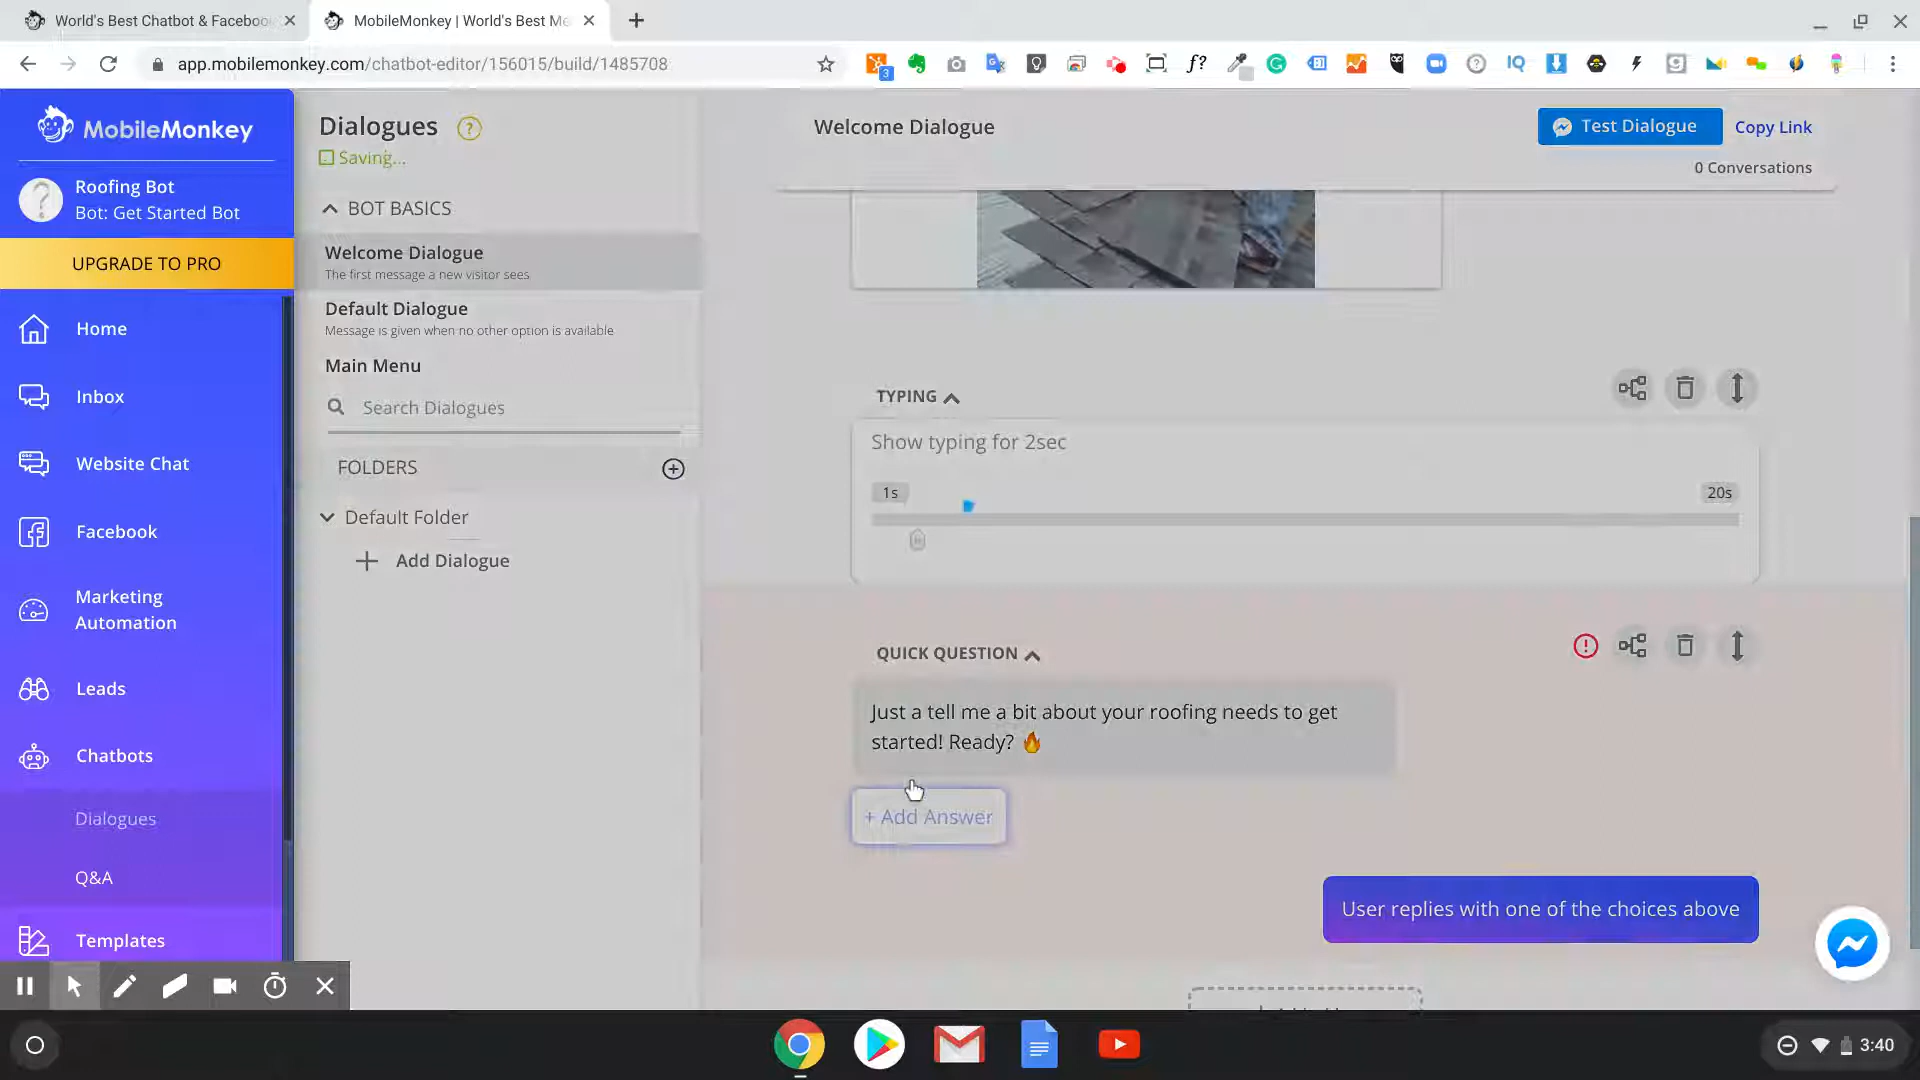 World's Best Chatbot & Faceboo
MobileMonkey | World's Best Me
app.mobilemonkey.com/chatbot-editor/156015/build/1485708
3
f?
IQ
MobileMonkey
Roofing Bot
Bot: Get Started Bot
UPGRADE TO PRO
Home
Inbox
Website Chat
Facebook
Marketing
Automation
Leads
Chatbots
Dialogues
Q&A
Templates
Dialogues
Saving...
BOT BASICS
Welcome Dialogue
The first message a new visitor sees
Default Dialogue
Message is given when no other option is available
Main Menu
Search Dialogues
FOLDERS
Default Folder
Add Dialogue
Welcome Dialogue
Test Dialogue
Copy Link
0 Conversations
TYPING
Show typing for 2sec
1s
20s
QUICK QUESTION
Just a tell me a bit about your roofing needs to get
started! Ready? 🔥
+ Add Answer
User replies with one of the choices above
3:40